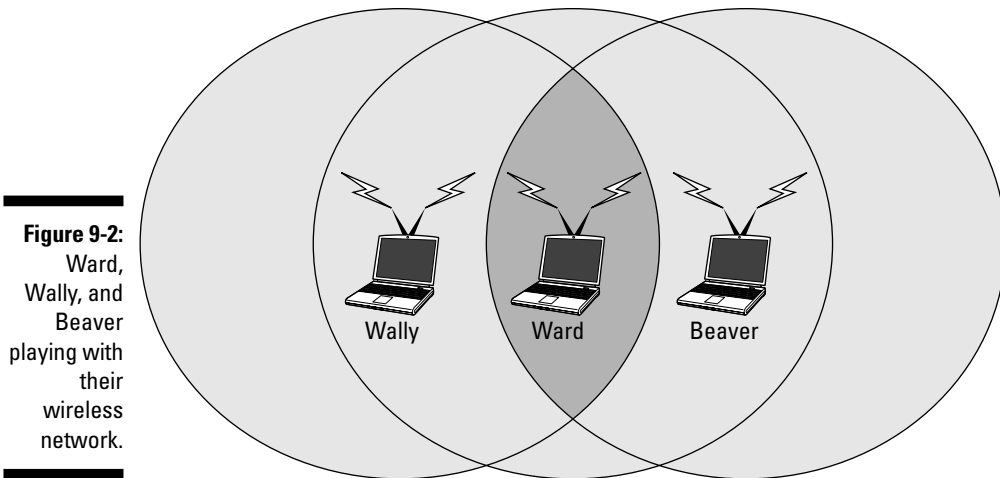 Figure 9-2:
Ward,
Wally, and
Beaver
playing with
their
wireless
network.
Wally
Ward
Beaver